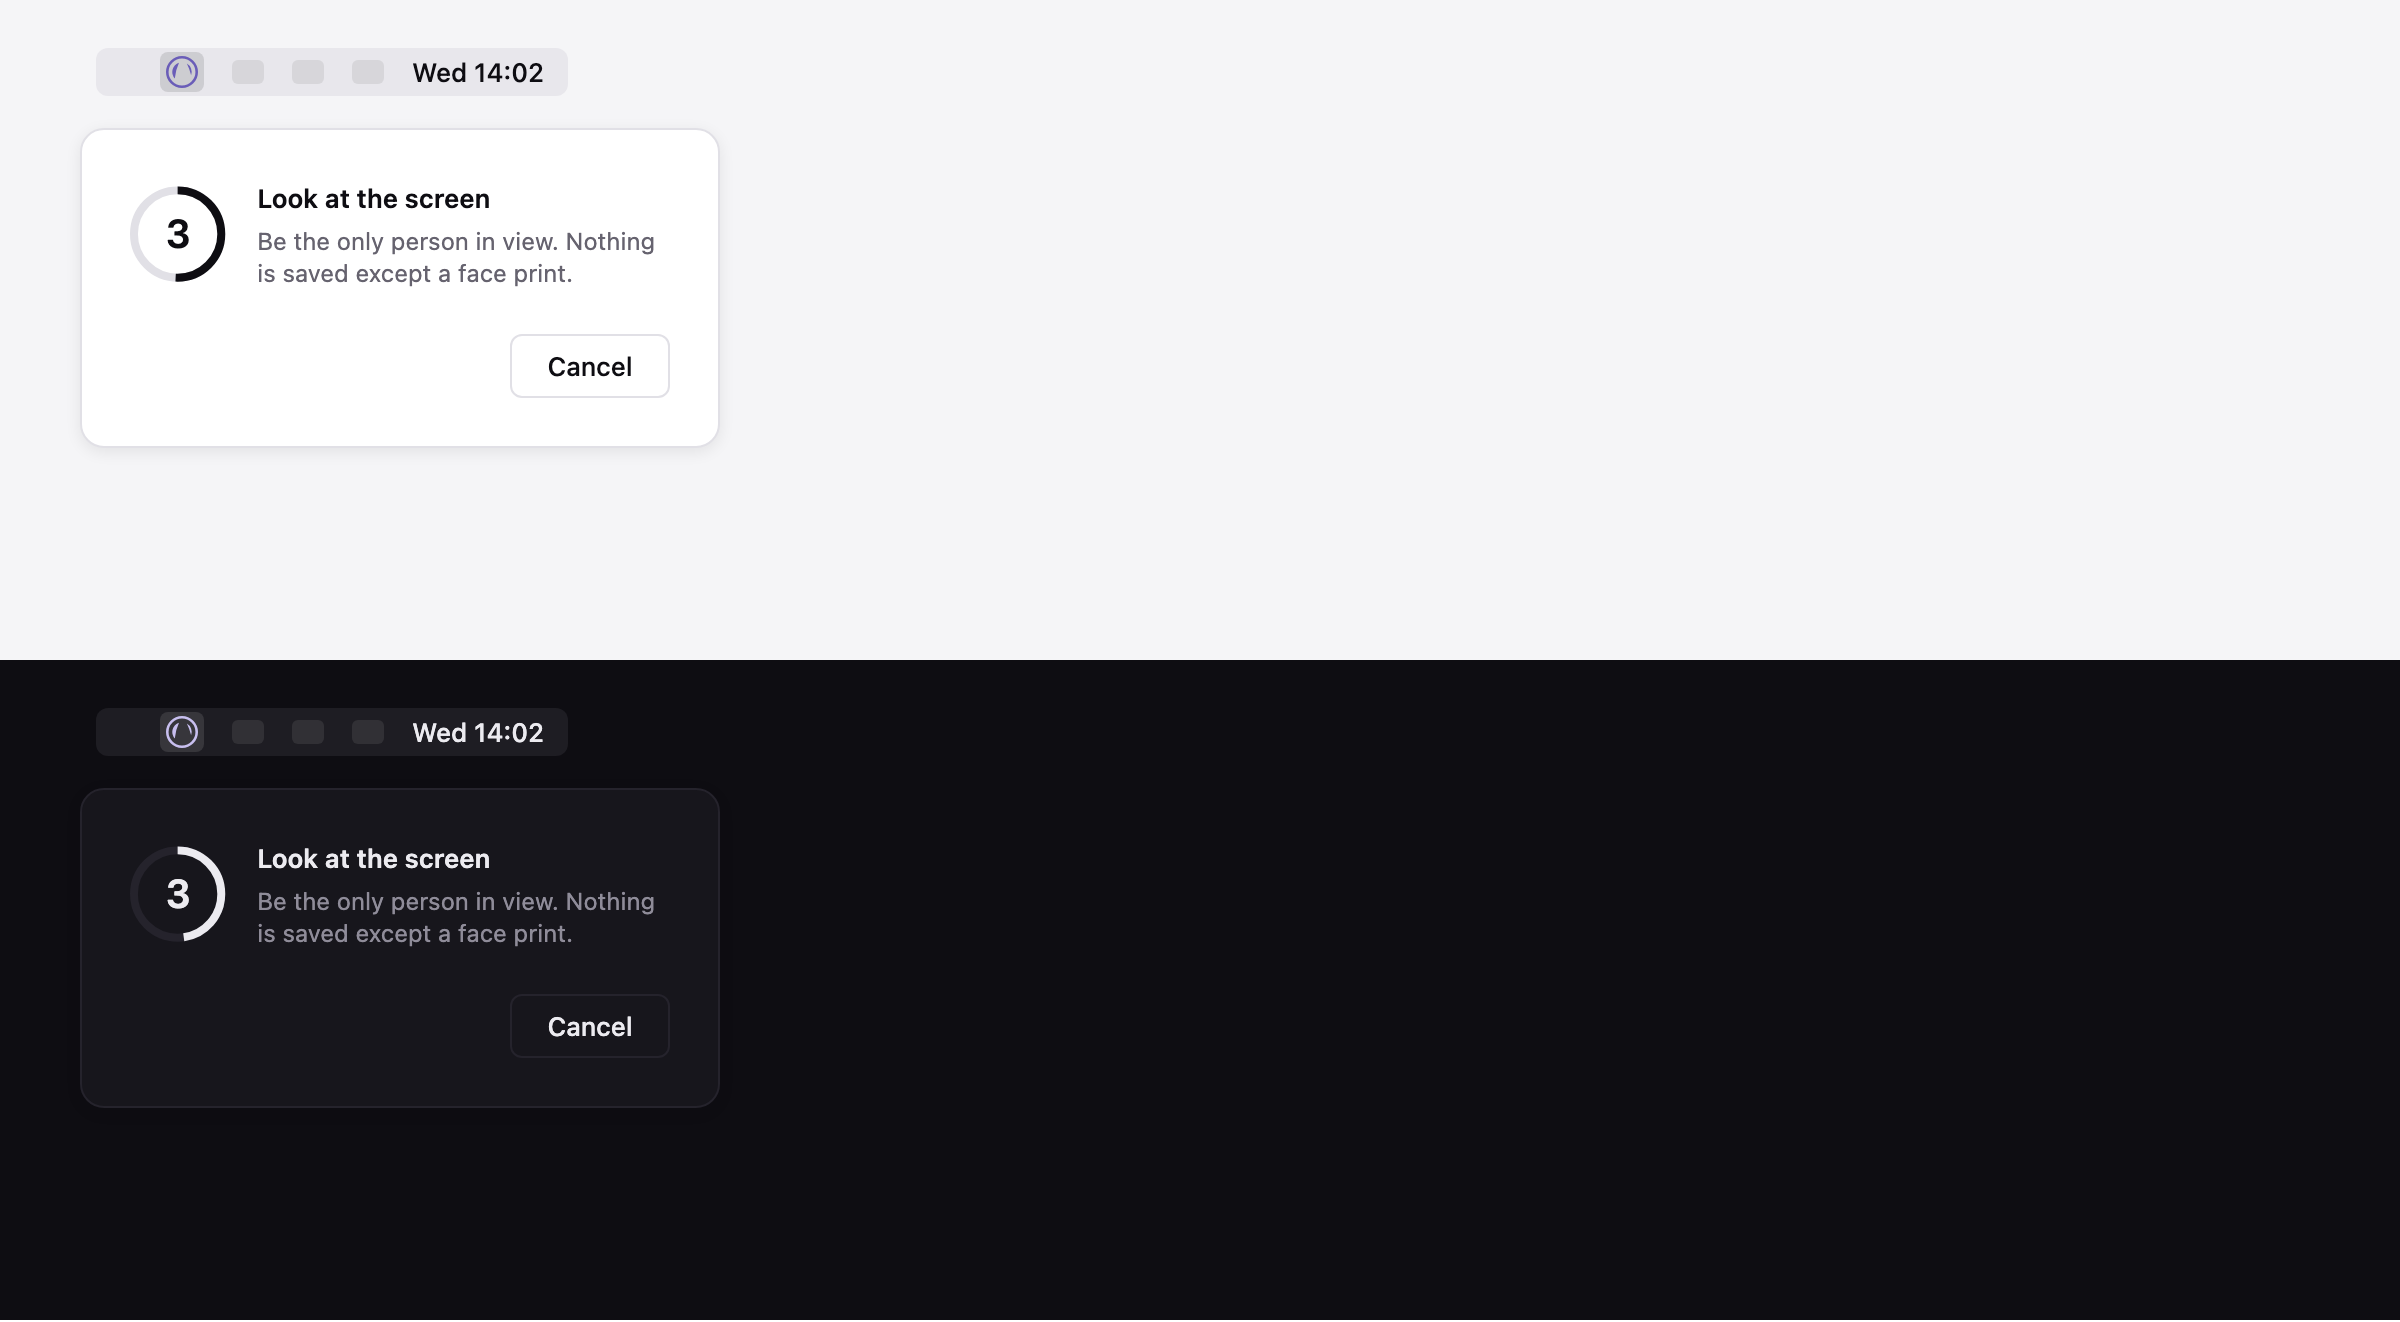 Wed 14:02
3
Look at the screen
Be the only person in view. Nothing
is saved except a face print.
Cancel
Wed 14:02
3
Look at the screen
Be the only person in view. Nothing
is saved except a face print.
Cancel